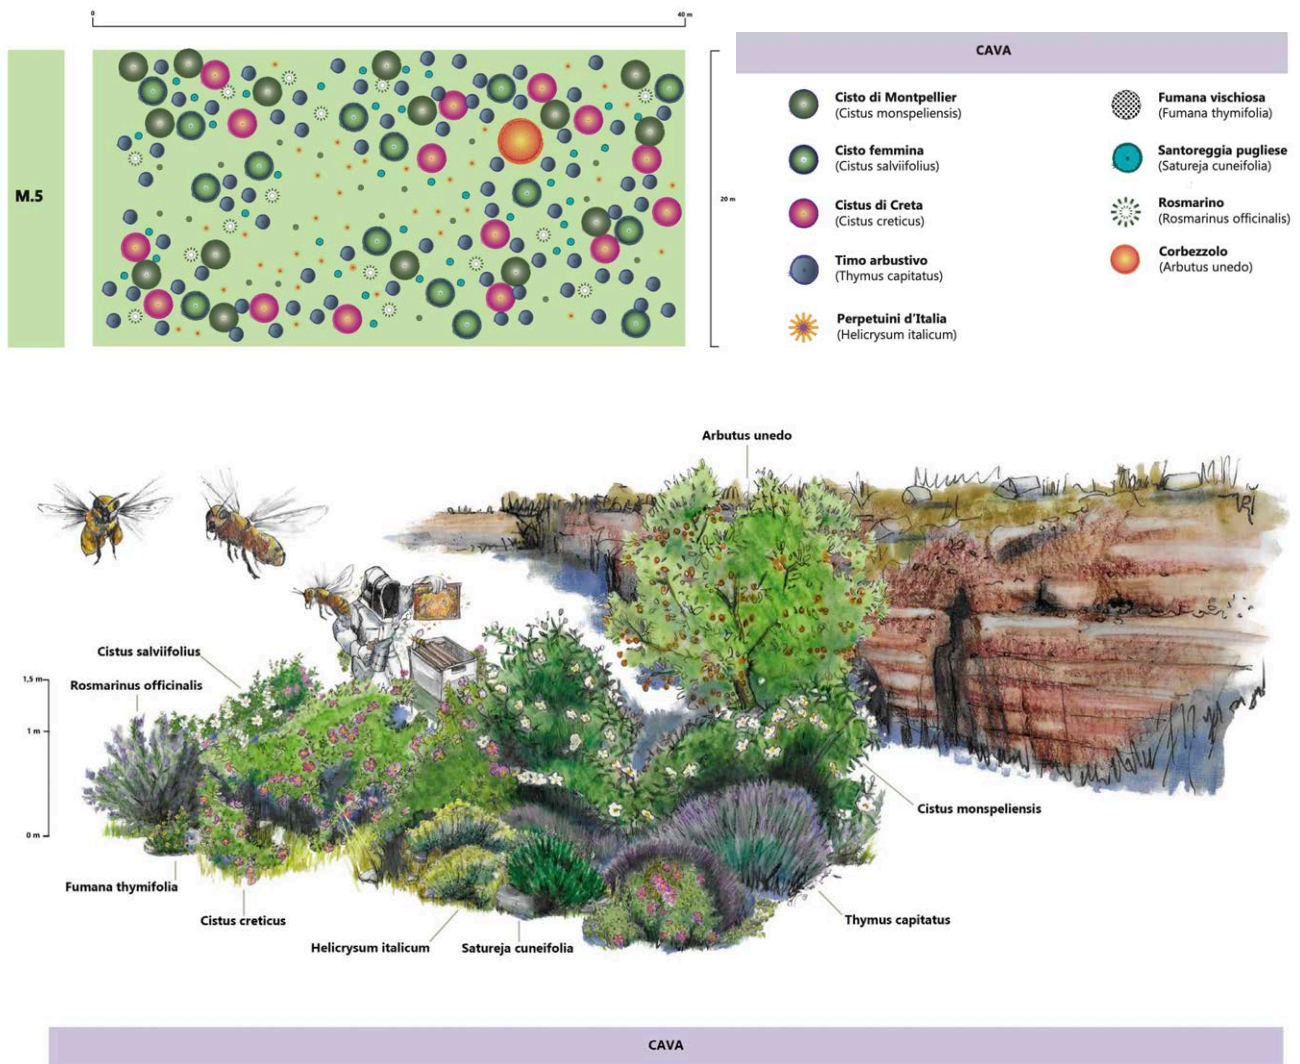 0
40 m
M.5
20 m
CAVA
Cisto di Montpellier
(Cistus monspeliensis)
Cisto femmina
(Cistus salviifolius)
Cistus di Creta
(Cistus creticus)
Timo arbustivo
(Thymus capitatus)
Perpetuini d'Italia
(Helicrysum italicum)
Fumana vischiosa
(Fumana thymifolia)
Santoreggia pugliese
(Satureja cuneifolia)
Rosmarino
(Rosmarinus officinalis)
Corbezzolo
(Arbutus unedo)
Arbutus unedo
Cistus salviifolius
Rosmarinus officinalis
1,5 m
1 m
0 m
Cistus monspeliensis
Fumana thymifolia
Cistus creticus
Helicrysum italicum
Satureja cuneifolia
Thymus capitatus
CAVA